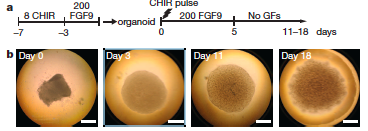 a
CHIR pulse
200
8 CHIR
FGF9
organoid
200 FGF9
No GFs
-7
-3
0
5
11–18
days
b
Day 0
Day 3
Day 11
Day 18